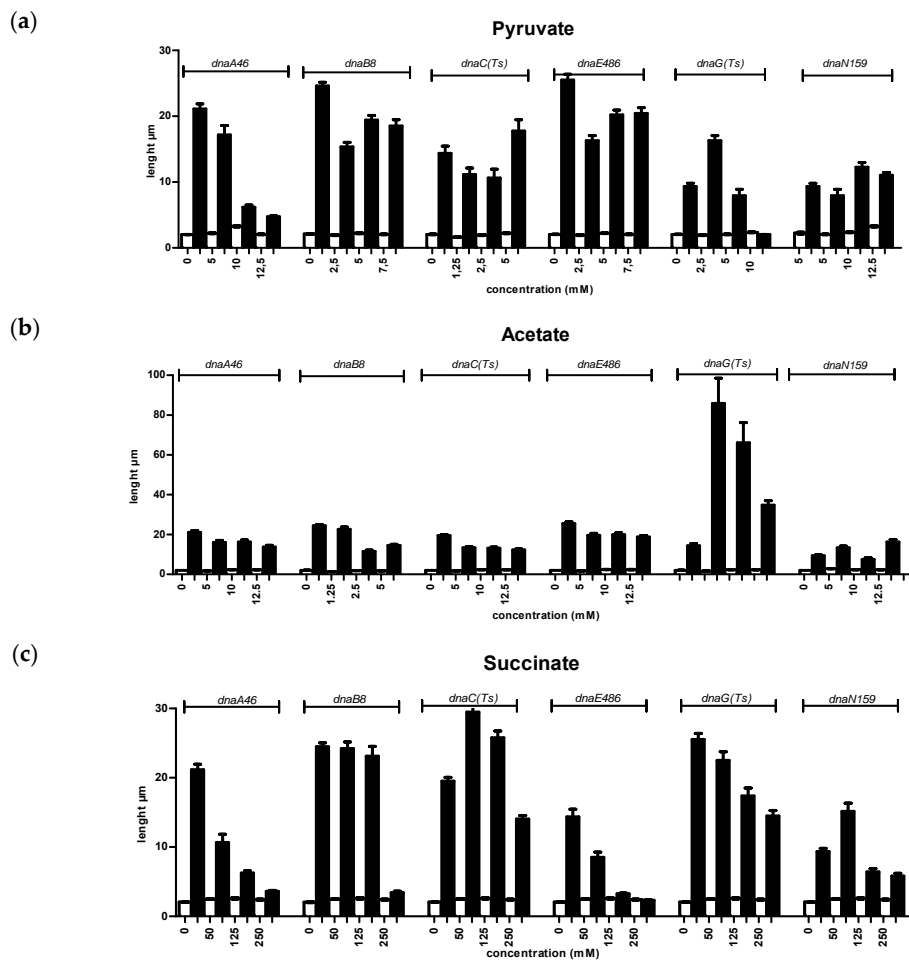 (a)
Pyruvate
dnaA46 dnaB8 dnaC(Ts) dnaE486 dnaG(Ts) dnaN159
30
20
10
0
lenght µm
0 5 10 12,5 0 2,5 5 7,5 0 1,25 2,5 5 0 2,5 5 7,5 0 2,5 5 10 5 5 10 12.5
concentration (mM)
(b)
Acetate
dnaA46 dnaB8 dnaC(Ts) dnaE486 dnaG(Ts) dnaN159
100
80
60
40
20
0
lenght µm
0 5 10 12.5 0 1.25 2.5 5 0 5 10 12.5 0 5 10 12.5 0 5 10 12.5
concentration (mM)
(c)
Succinate
dnaA46 dnaB8 dnaC(Ts) dnaE486 dnaG(Ts) dnaN159
30
20
10
0
lenght µm
0 50 125 250 0 50 125 250 0 50 125 250 0 50 125 250 0 50 125 250 0 50 125 250
concentration (mM)